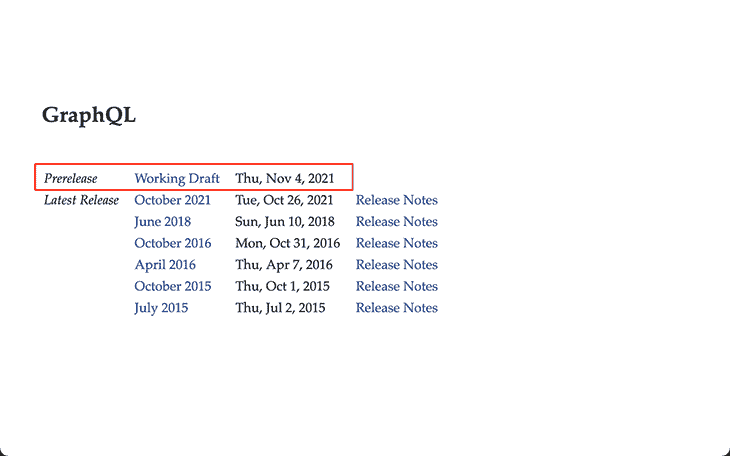 GraphQL
Prerelease Working Draft Thu, Nov 4, 2021
Latest Release October 2021 Tue, Oct 26, 2021 Release Notes
June 2018 Sun, Jun 10, 2018 Release Notes
October 2016 Mon, Oct 31, 2016 Release Notes
April 2016 Thu, Apr 7, 2016 Release Notes
October 2015 Thu, Oct 1, 2015 Release Notes
July 2015 Thu, Jul 2, 2015 Release Notes